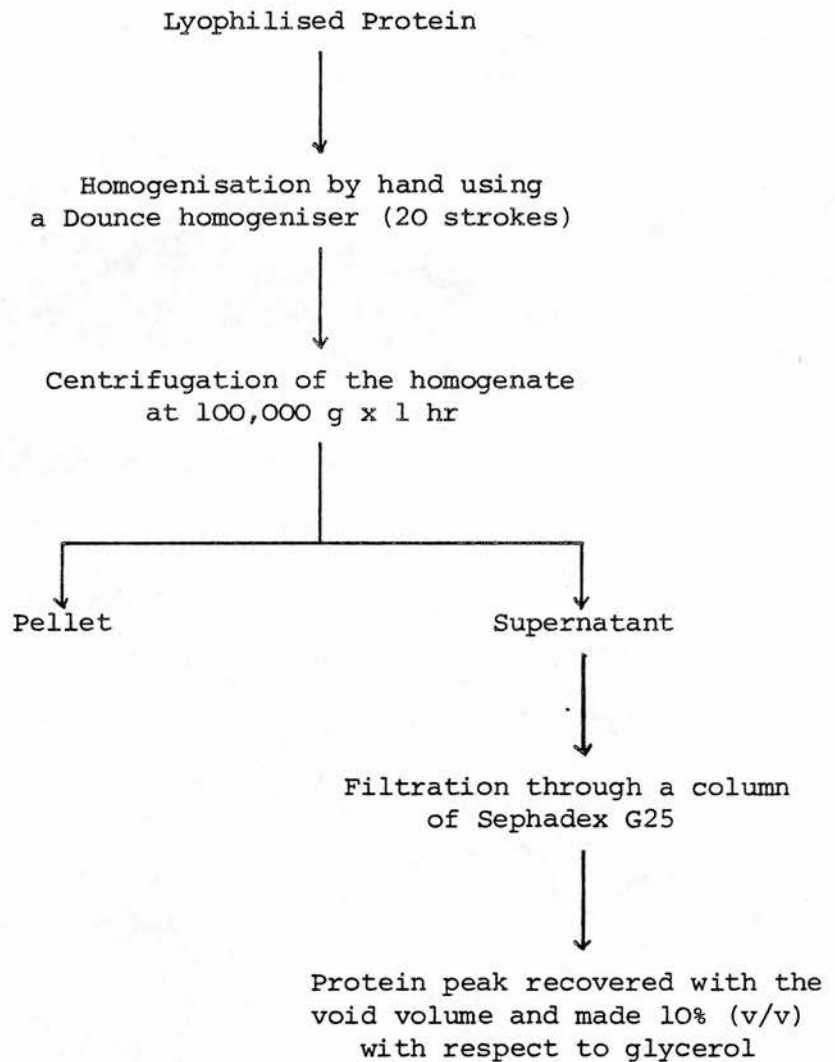 Lyophilised Protein
Homogenisation by hand using
a Dounce homogeniser (20 strokes)
Centrifugation of the homogenate
at 100,000 g x 1 hr
Pellet
Supernatant
Filtration through a column
of Sephadex G25
Protein peak recovered with the
void volume and made 10% (v/v)
with respect to glycerol